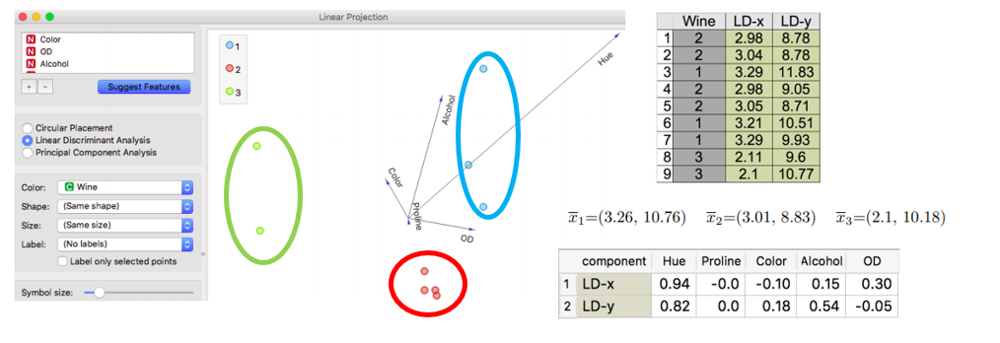 Linear Projection
N Color
N OD
N Alcohol
+ -
Suggest Features
Circular Placement
Linear Discriminant Analysis
Principal Component Analysis
Color: C Wine
Shape: (Same shape)
Size: (Same size)
Label: (No labels)
Label only selected points
Symbol size:
1
2
3
Hue
Alcohol
Color
Proline
OD
Wine LD-x LD-y
1 2 2.98 8.78
2 2 3.04 8.78
3 1 3.29 11.83
4 2 2.98 9.05
5 2 3.05 8.71
6 1 3.21 10.51
7 1 3.29 9.93
8 3 2.11 9.6
9 3 2.1 10.77
x̅₁=(3.26, 10.76) x̅₂=(3.01, 8.83) x̅₃=(2.1, 10.18)
component Hue Proline Color Alcohol OD
1 LD-x 0.94 -0.0 -0.10 0.15 0.30
2 LD-y 0.82 0.0 0.18 0.54 -0.05